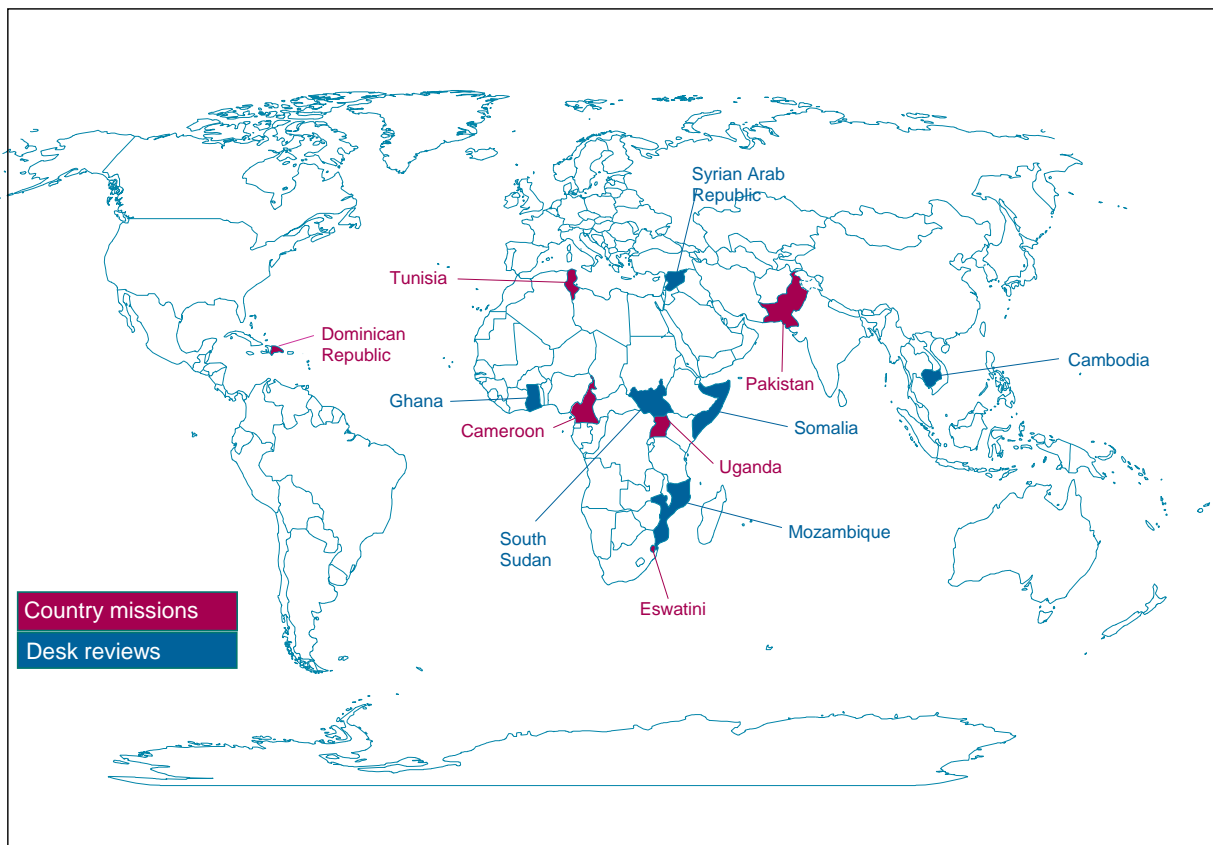 Syrian Arab
Republic
Tunisia
Dominican
Republic
Pakistan
Cambodia
Ghana
Cameroon
Somalia
Uganda
South
Sudan
Mozambique
Eswatini
Country missions
Desk reviews